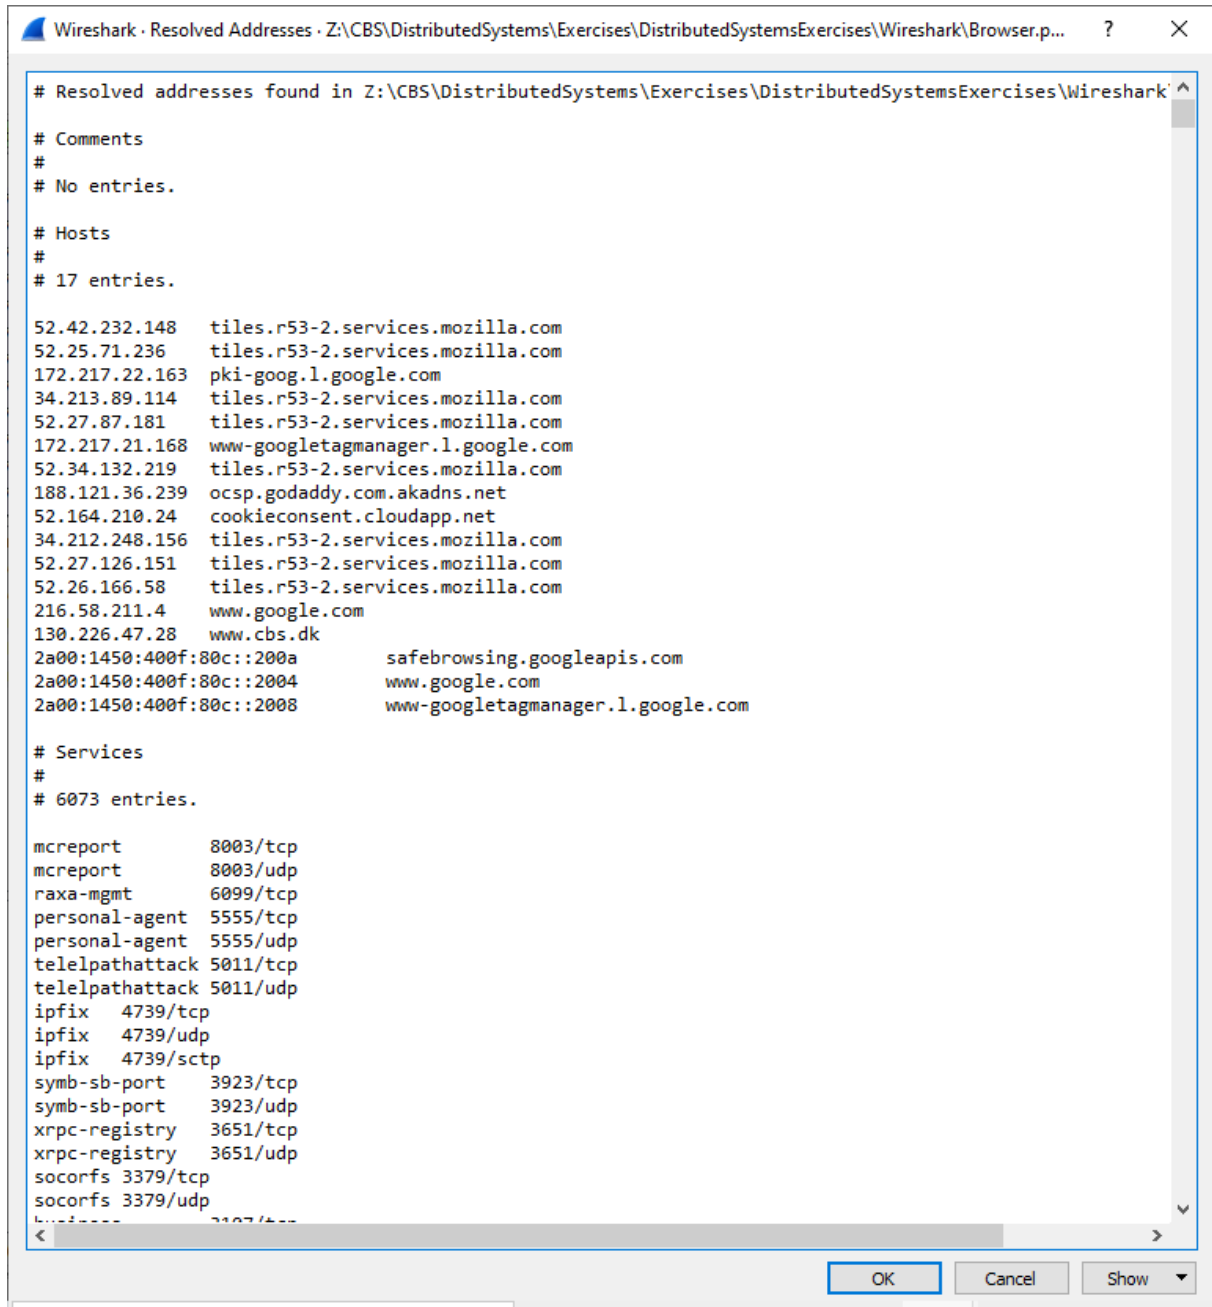 Wireshark · Resolved Addresses · Z:\CBS\DistributedSystems\Exercises\DistributedSystemsExercises\Wireshark\Browser.p... ? ×
# Resolved addresses found in Z:\CBS\DistributedSystems\Exercises\DistributedSystemsExercises\Wireshark
# Comments
#
# No entries.
# Hosts
#
# 17 entries.
52.42.232.148 tiles.r53-2.services.mozilla.com
52.25.71.236 tiles.r53-2.services.mozilla.com
172.217.22.163 pki-goog.l.google.com
34.213.89.114 tiles.r53-2.services.mozilla.com
52.27.87.181 tiles.r53-2.services.mozilla.com
172.217.21.168 www-googletagmanager.l.google.com
52.34.132.219 tiles.r53-2.services.mozilla.com
188.121.36.239 ocsp.godaddy.com.akadns.net
52.164.210.24 cookieconsent.cloudapp.net
34.212.248.156 tiles.r53-2.services.mozilla.com
52.27.126.151 tiles.r53-2.services.mozilla.com
52.26.166.58 tiles.r53-2.services.mozilla.com
216.58.211.4 www.google.com
130.226.47.28 www.cbs.dk
2a00:1450:400f:80c::200a safebrowsing.googleapis.com
2a00:1450:400f:80c::2004 www.google.com
2a00:1450:400f:80c::2008 www-googletagmanager.l.google.com
# Services
#
# 6073 entries.
mcreport 8003/tcp
mcreport 8003/udp
raxa-mgmt 6099/tcp
personal-agent 5555/tcp
personal-agent 5555/udp
telelpathattack 5011/tcp
telelpathattack 5011/udp
ipfix 4739/tcp
ipfix 4739/udp
ipfix 4739/sctp
symb-sb-port 3923/tcp
symb-sb-port 3923/udp
xrpc-registry 3651/tcp
xrpc-registry 3651/udp
socorfs 3379/tcp
socorfs 3379/udp
OK Cancel Show